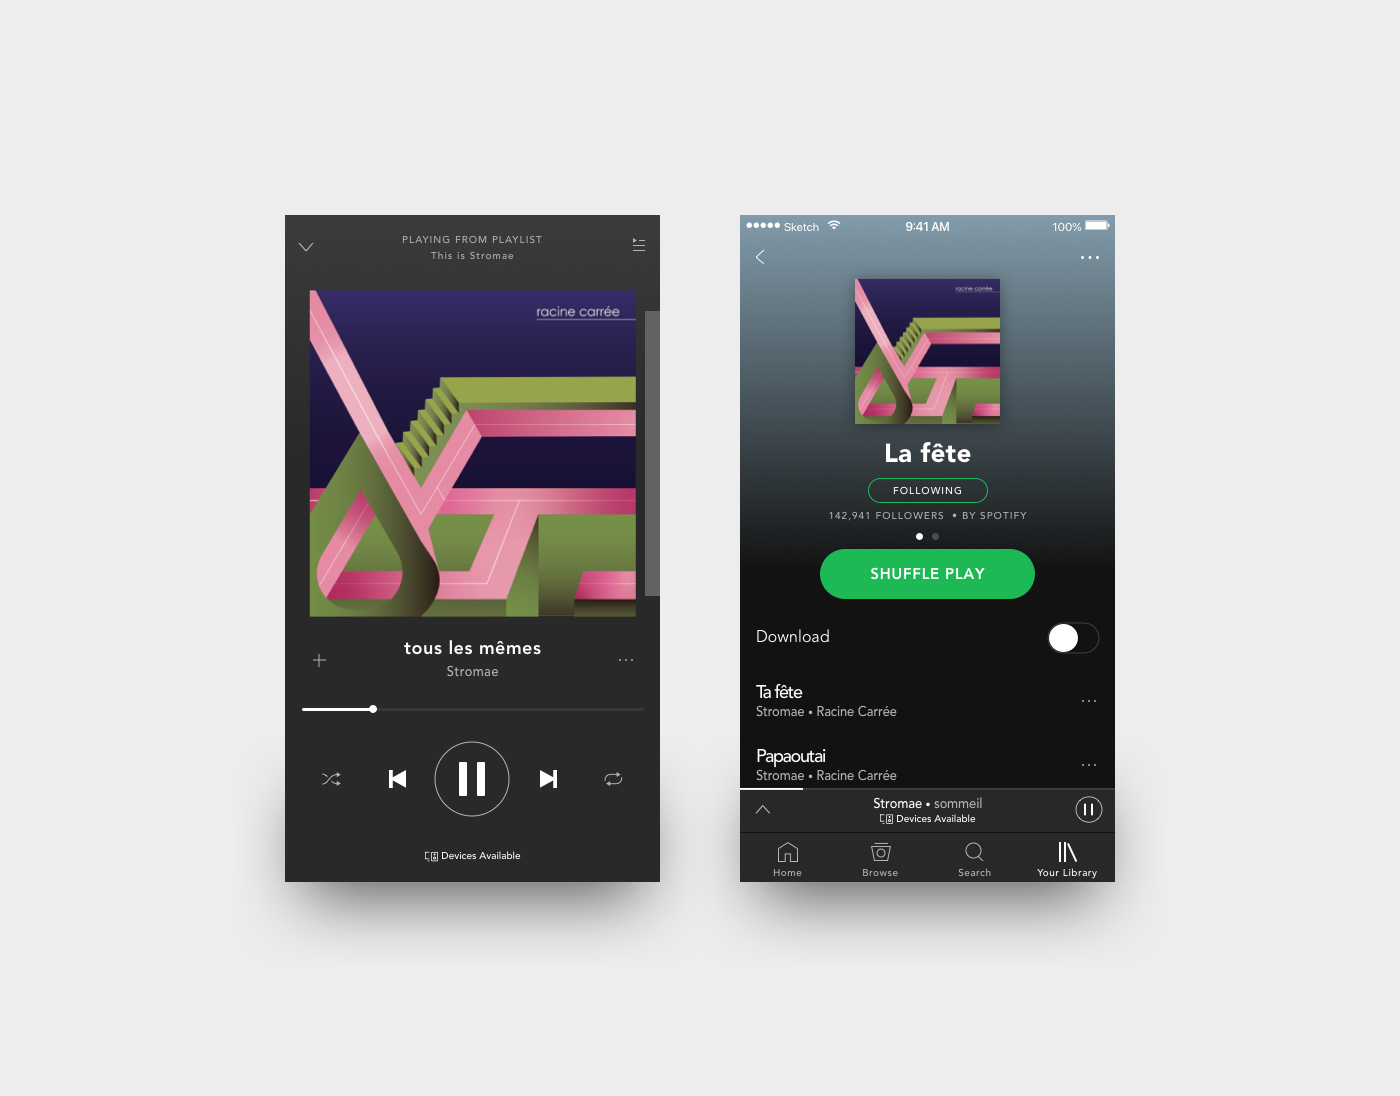 PLAYING FROM PLAYLIST
This is Stromae
racine carrée
tous les mêmes
Stromae
Devices Available
Sketch
9:41 AM
100%
racine carrée
La fête
FOLLOWING
142,941 FOLLOWERS • BY SPOTIFY
SHUFFLE PLAY
Download
Ta fête
Stromae • Racine Carrée
Papaoutai
Stromae • Racine Carrée
Stromae • sommeil
Devices Available
Home Browse Search Your Library